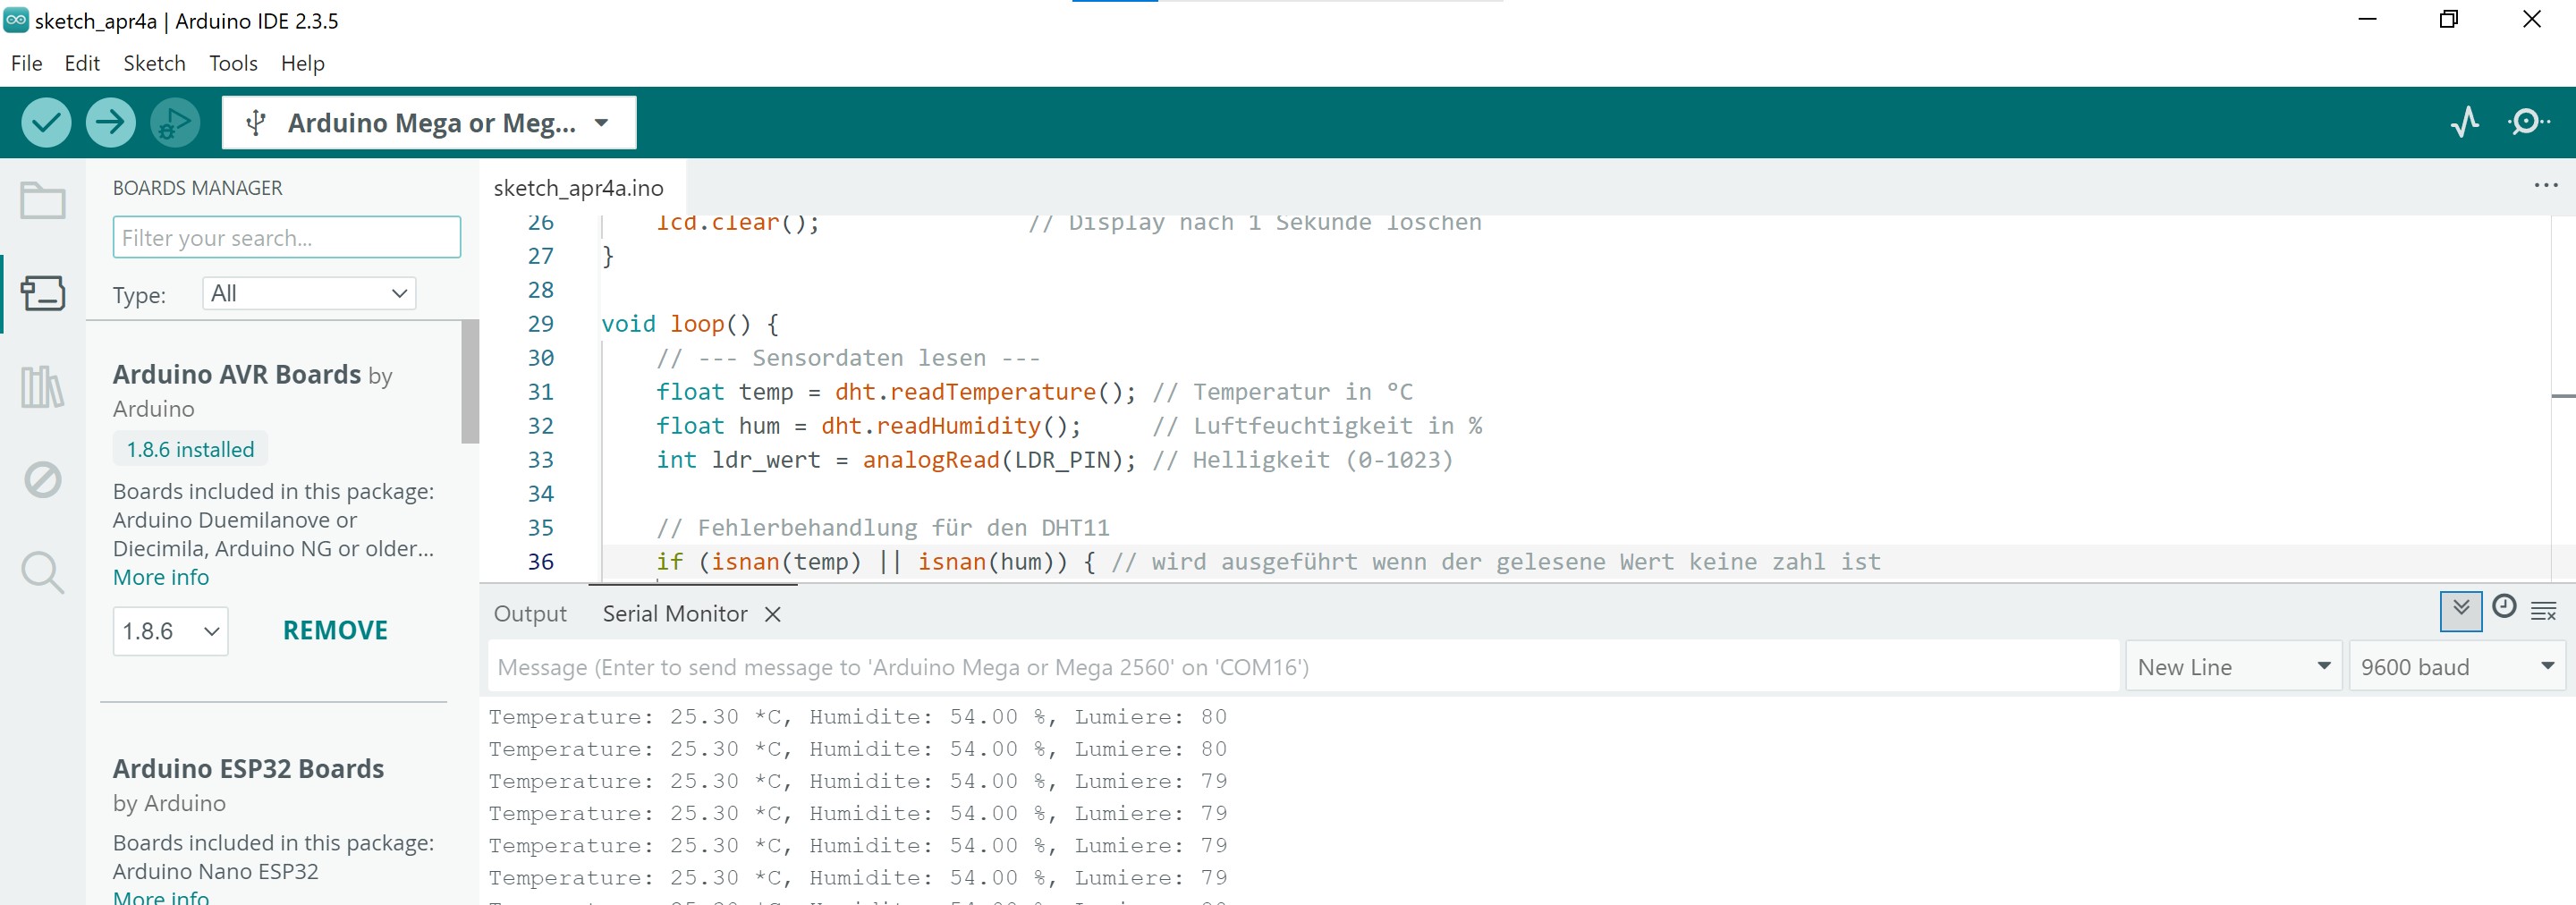 sketch_apr4a | Arduino IDE 2.3.5
File Edit Sketch Tools Help
Arduino Mega or Meg...
BOARDS MANAGER
Filter your search...
Type: All
Arduino AVR Boards by
Arduino
1.8.6 installed
Boards included in this package:
Arduino Duemilanove or
Diecimila, Arduino NG or older...
More info
1.8.6 REMOVE
Arduino ESP32 Boards
by Arduino
Boards included in this package:
Arduino Nano ESP32
More info
sketch_apr4a.ino
26 lcd.clear(); // Display nach 1 Sekunde löschen
27 }
28
29 void loop() {
30 // --- Sensordaten lesen ---
31 float temp = dht.readTemperature(); // Temperatur in °C
32 float hum = dht.readHumidity(); // Luftfeuchtigkeit in %
33 int ldr_wert = analogRead(LDR_PIN); // Helligkeit (0-1023)
34
35 // Fehlerbehandlung für den DHT11
36 if (isnan(temp) || isnan(hum)) { // wird ausgeführt wenn der gelesene Wert keine zahl ist
Output Serial Monitor
Message (Enter to send message to 'Arduino Mega or Mega 2560' on 'COM16')
New Line 9600 baud
Temperature: 25.30 *C, Humidite: 54.00 %, Lumiere: 80
Temperature: 25.30 *C, Humidite: 54.00 %, Lumiere: 80
Temperature: 25.30 *C, Humidite: 54.00 %, Lumiere: 79
Temperature: 25.30 *C, Humidite: 54.00 %, Lumiere: 79
Temperature: 25.30 *C, Humidite: 54.00 %, Lumiere: 79
Temperature: 25.30 *C, Humidite: 54.00 %, Lumiere: 79